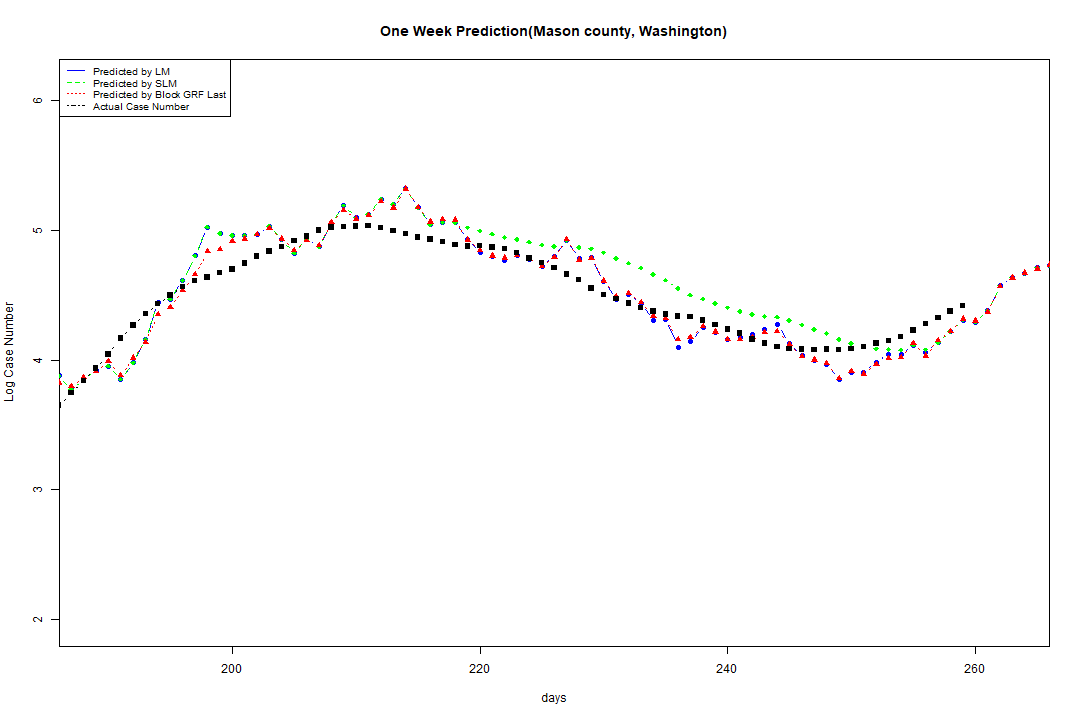 One Week Prediction(Mason county, Washington)
Predicted by LM
Predicted by SLM
Predicted by Block GRF Last
Actual Case Number
6
5
4
3
2
Log Case Number
200 220 240 260
days